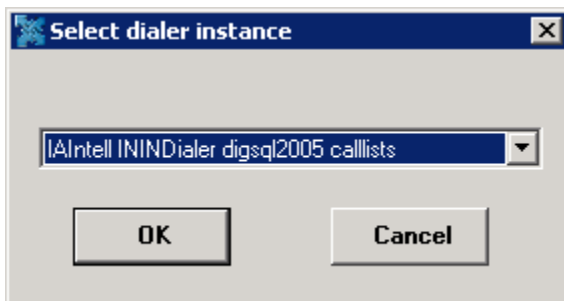 Select dialer instance
IAIntell ININDialer digsql2005 calllists
OK
Cancel